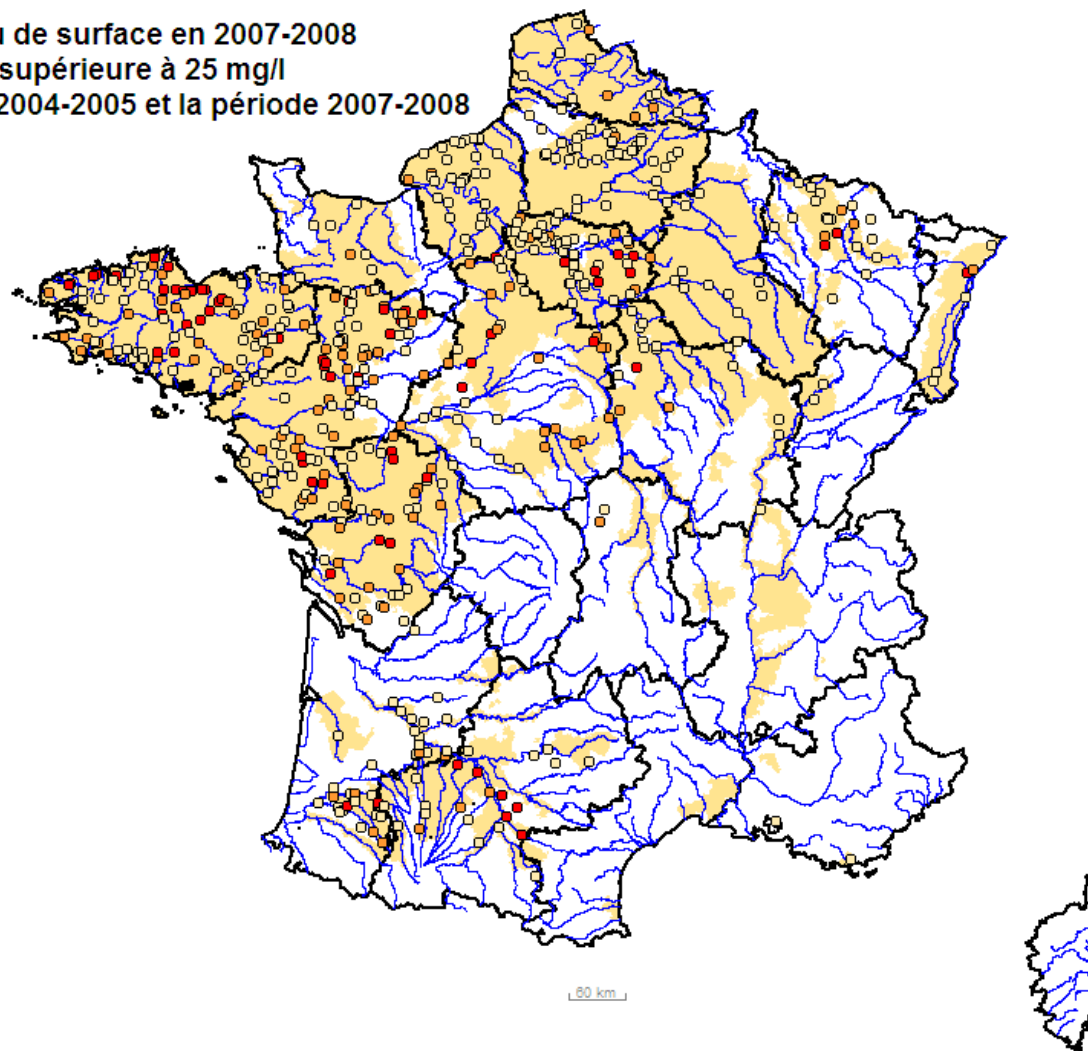 de surface en 2007-2008
supérieure à 25 mg/l
2004-2005 et la période 2007-2008
60 km